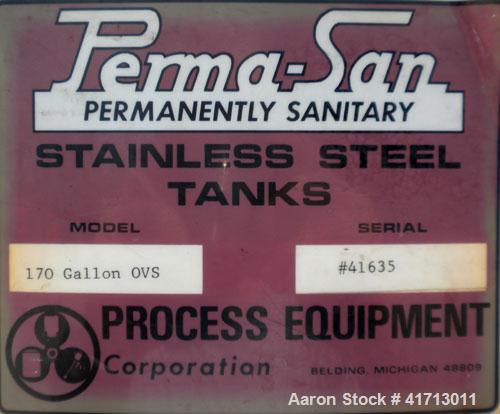 Perma-San
PERMANENTLY SANITARY
STAINLESS STEEL
TANKS
MODEL SERIAL
170 Gallon OVS #41635
PROCESS EQUIPMENT
Corporation BELDING, MICHIGAN 48809
Aaron Stock # 41713011